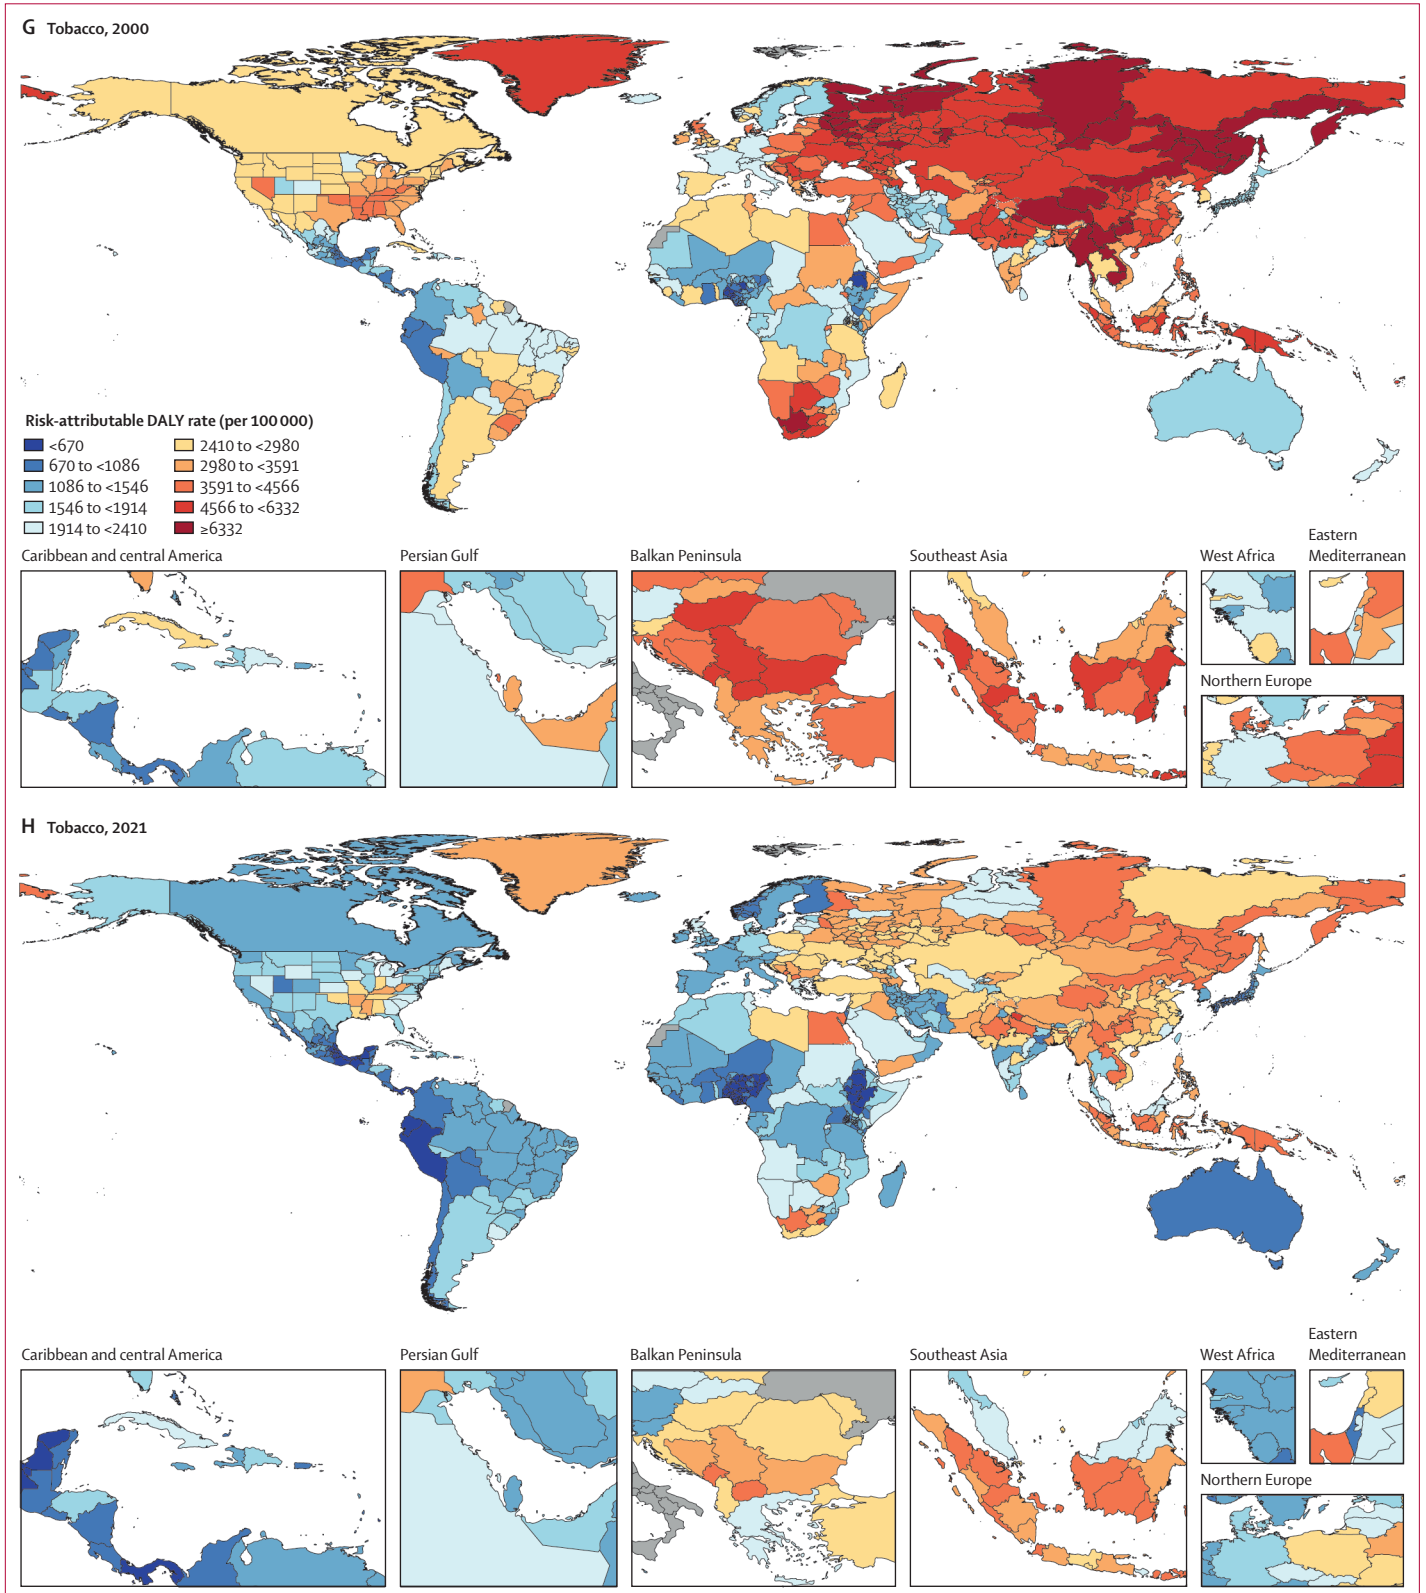 G Tobacco, 2000
Risk-attributable DALY rate (per 100 000)
<670
670 to <1086
1086 to <1546
1546 to <1914
1914 to <2410
2410 to <2980
2980 to <3591
3591 to <4566
4566 to <6332
≥6332
Caribbean and central America
Persian Gulf
Balkan Peninsula
Southeast Asia
West Africa
Eastern
Mediterranean
Northern Europe
H Tobacco, 2021
Caribbean and central America
Persian Gulf
Balkan Peninsula
Southeast Asia
West Africa
Eastern
Mediterranean
Northern Europe